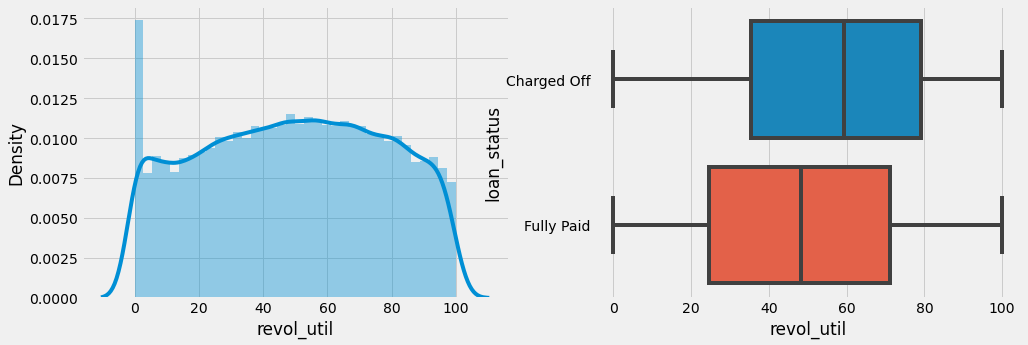 0.0175
0.0150
0.0125
0.0100
0.0075
0.0050
0.0025
0.0000
Density
0 20 40 60 80 100
revol_util
loan_status
Charged Off
Fully Paid
0 20 40 60 80 100
revol_util